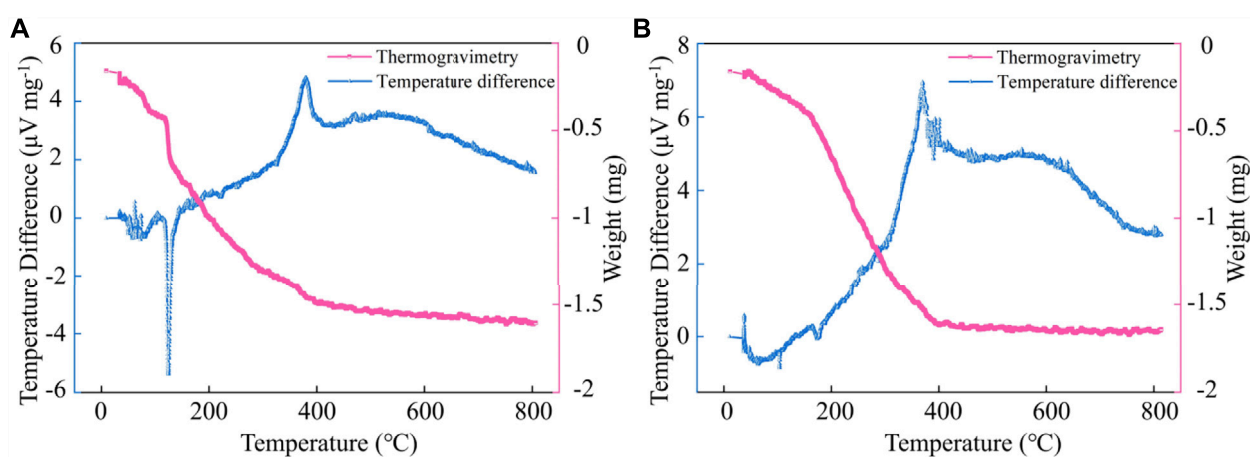 A
6
4
2
0
-2
-4
-6
Temperature Difference (μV mg-1)
Thermogravimetry
Temperature difference
0
-0.5
-1
-1.5
-2
Weight (mg)
0 200 400 600 800
Temperature (℃)
B
8
6
4
2
0
Temperature Difference (μV mg-1)
Thermogravimetry
Temperature difference
0
-0.5
-1
-1.5
-2
Weight (mg)
0 200 400 600 800
Temperature (℃)